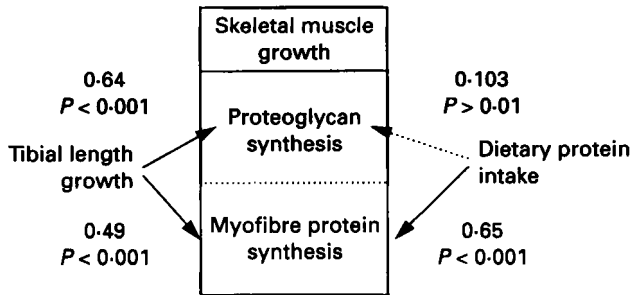 Skeletal muscle
growth
0·64
P < 0·001
0·103
P > 0·01
Proteoglycan
synthesis
Tibial length
growth
Dietary protein
intake
Myofibre protein
synthesis
0·49
P < 0·001
0·65
P < 0·001